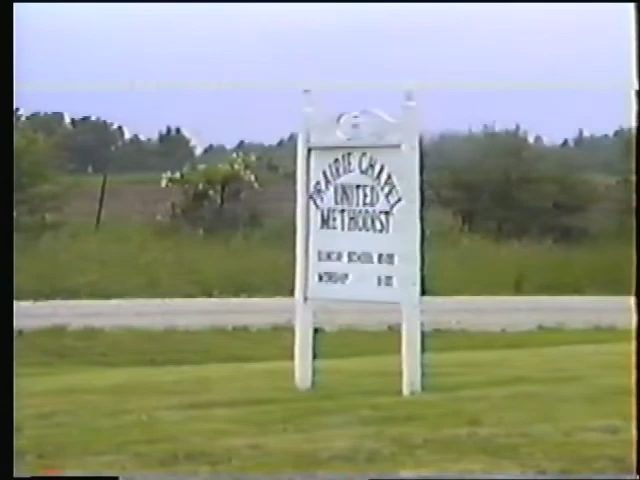 PRAIRIE CHAPEL
UNITED
METHODIST
SUNDAY SCHOOL
WORSHIP